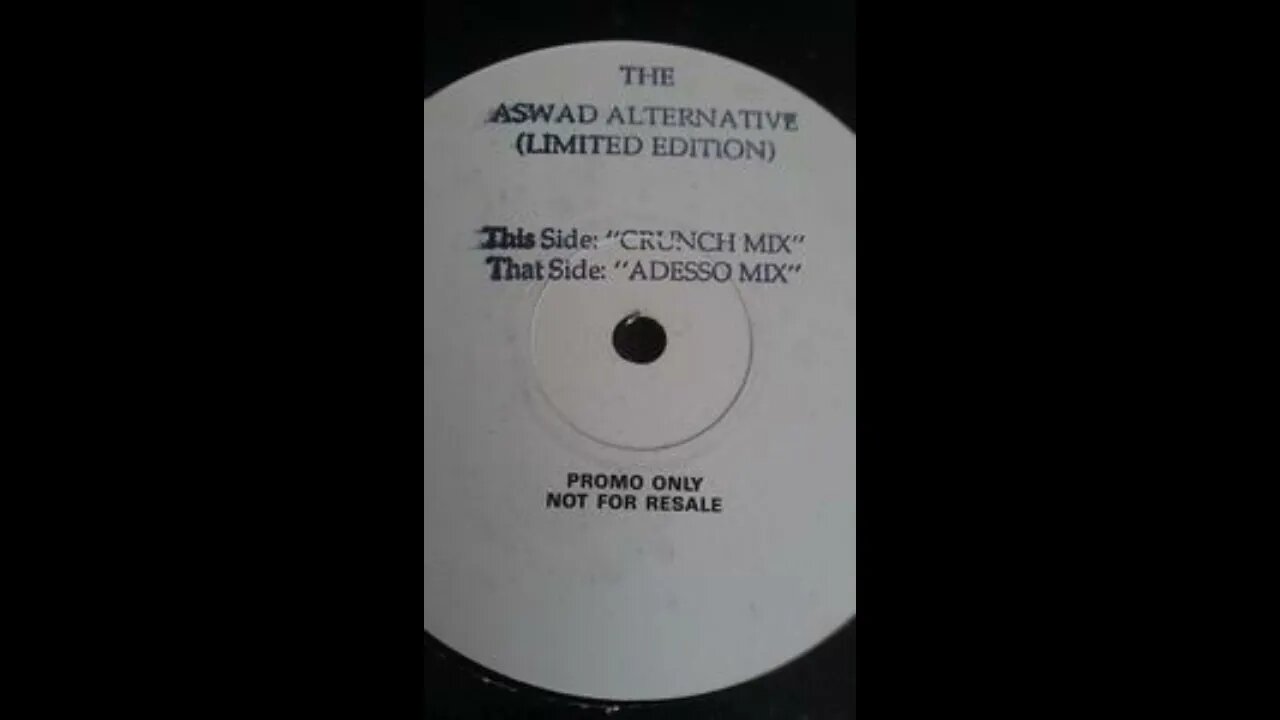 THE
ASWAD ALTERNATIVE
(LIMITED EDITION)
This Side: "CRUNCH MIX"
That Side: "ADESSO MIX"
PROMO ONLY
NOT FOR RESALE